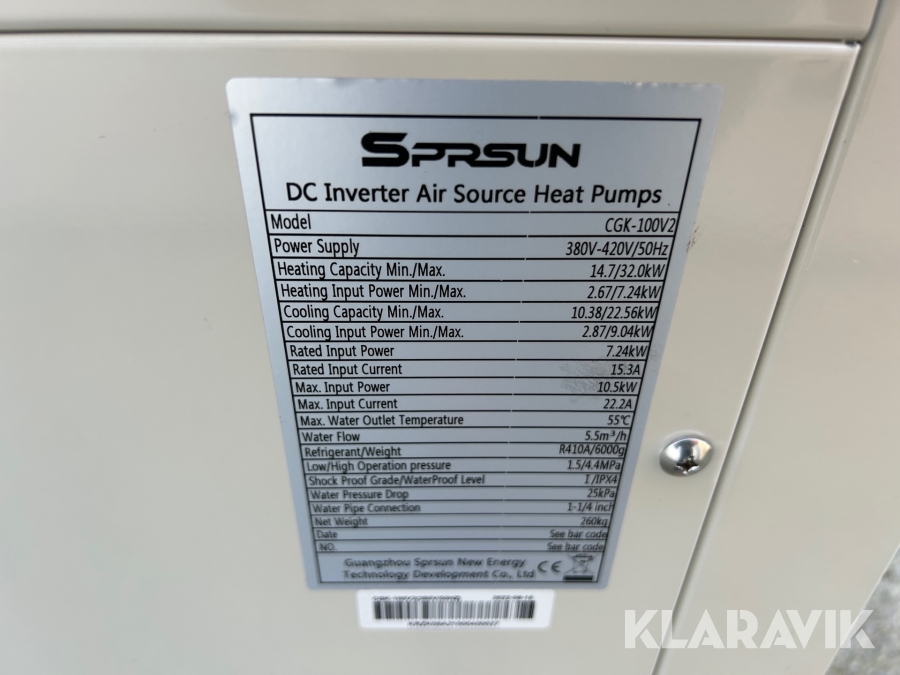 KLARAVIK
SPRSUN
DC Inverter Air Source Heat Pumps
Model CGK-100V2
Power Supply 380V-420V/50Hz
Heating Capacity Min./Max. 14.7/32.0kW
Heating Input Power Min./Max. 2.67/7.24kW
Cooling Capacity Min./Max. 10.38/22.56kW
Cooling Input Power Min./Max. 2.87/9.04kW
Rated Input Power 7.24kW
Rated Input Current 15.3A
Max. Input Power 10.5kW
Max. Input Current 22.2A
Max. Water Outlet Temperature 55℃
Water Flow 5.5m³/h
Refrigerant/Weight R410A/6000g
Low/High Operation pressure 1.5/4.4MPa
Shock Proof Grade/WaterProof Level I/IPX4
Water Pressure Drop 25kPa
Water Pipe Connection 1-1/4 inch
Net Weight 260kg
Date See bar code
NO. See bar code
Guangzhou Sprsun New Energy
Technology Development Co., Ltd CE
KLARAVIK